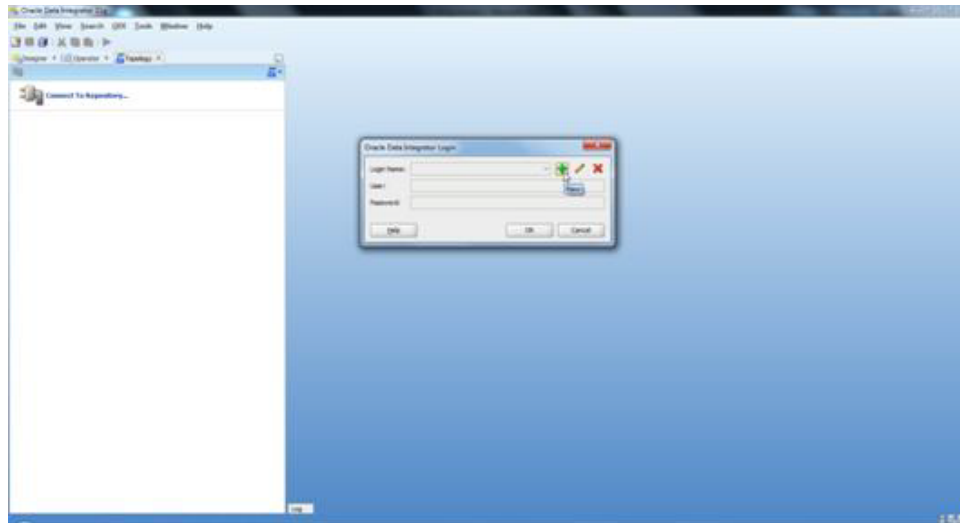 Oracle Data Integrator 11g
File Edit View Search ODI Tools Window Help
Designer Operator Topology
Connect To Repository...
Oracle Data Integrator Login
Login Name:
New
User:
Password:
Help OK Cancel
Log